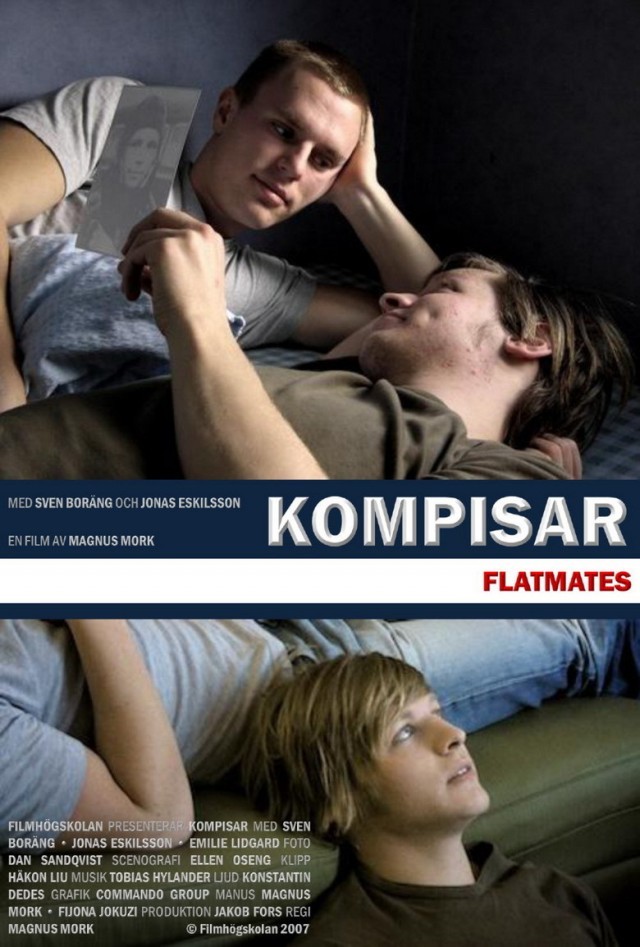 MED SVEN BORÄNG OCH JONAS ESKILSSON
EN FILM AV MAGNUS MORK
KOMPISAR
FLATMATES
FILMHÖGSKOLAN PRESENTERAR KOMPISAR MED SVEN
BORÄNG • JONAS ESKILSSON • EMILIE LIDGARD FOTO
DAN SANDQVIST SCENOGRAFI ELLEN OSENG KLIPP
HÅKON LIU MUSIK TOBIAS HYLANDER LJUD KONSTANTIN
DEDES GRAFIK COMMANDO GROUP MANUS MAGNUS
MORK • FIJONA JOKUZI PRODUKTION JAKOB FORS REGI
MAGNUS MORK © Filmhögskolan 2007